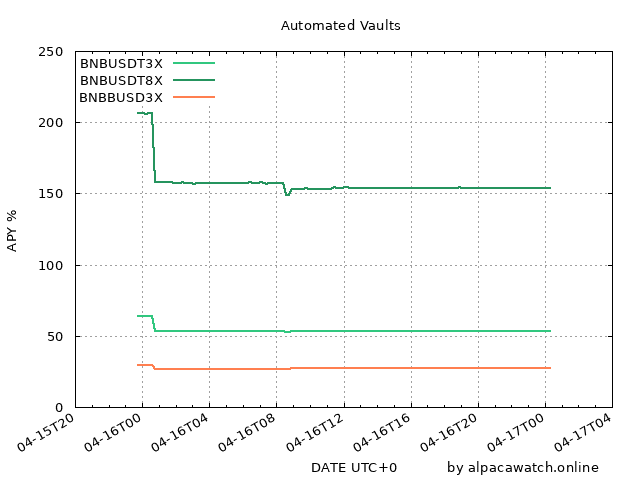 Automated Vaults
250
200
150
100
50
0
APY %
BNBUSDT3X
BNBUSDT8X
BNBBUSD3X
04-15T20
04-16T00
04-16T04
04-16T08
04-16T12
04-16T16
04-16T20
04-17T00
04-17T04
DATE UTC+0
by alpacawatch.online